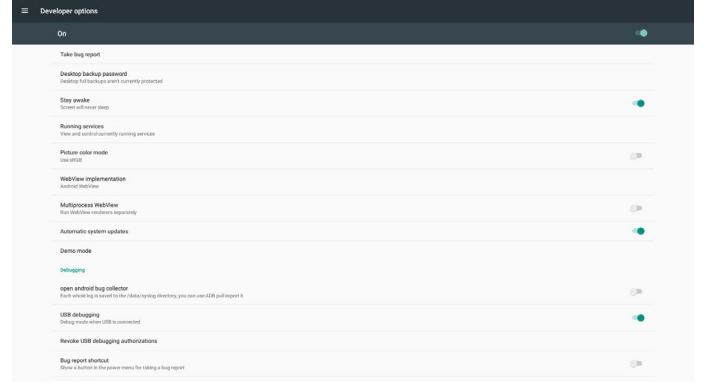 Developer options
On
Take bug report
Desktop backup password
Desktop full backups aren't currently protected
Stay awake
Screen will never sleep
Running services
View and control currently running services
Picture color mode
Use sRGB
WebView implementation
Android WebView
Multiprocess WebView
Run WebView renderers separately
Automatic system updates
Demo mode
Debugging
open android bug collector
Each whole log is saved to the /data/syslog directory, you can use ADB pull export it
USB debugging
Debug mode when USB is connected
Revoke USB debugging authorizations
Bug report shortcut
Show a button in the power menu for taking a bug report